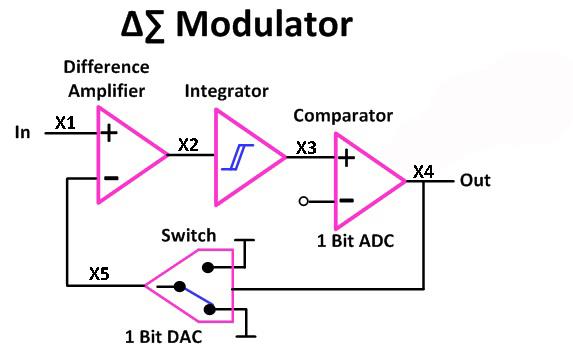 Δ∑ Modulator
Difference
Amplifier
Integrator
Comparator
In
X1
+
−
X2
X3
+
−
X4
Out
1 Bit ADC
Switch
X5
1 Bit DAC